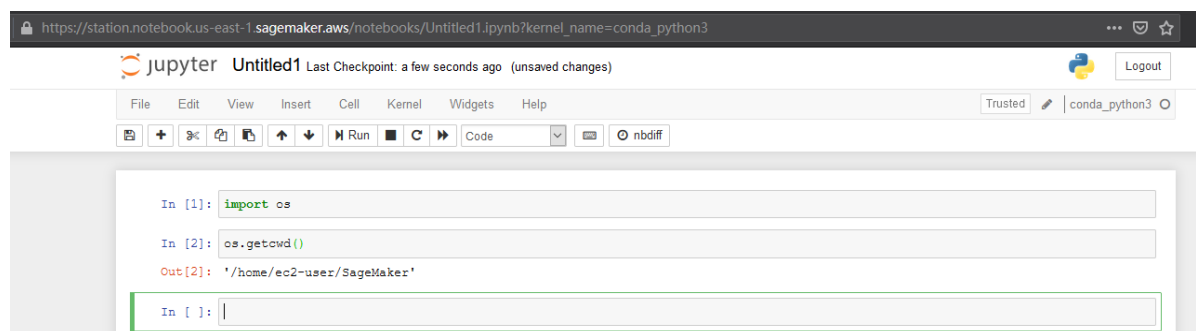 https://station.notebook.us-east-1.sagemaker.aws/notebooks/Untitled1.ipynb?kernel_name=conda_python3
jupyter Untitled1 Last Checkpoint: a few seconds ago (unsaved changes) Logout
File Edit View Insert Cell Kernel Widgets Help Trusted conda_python3
Run Code nbdiff
In [1]: import os
In [2]: os.getcwd()
Out[2]: '/home/ec2-user/SageMaker'
In [ ]: